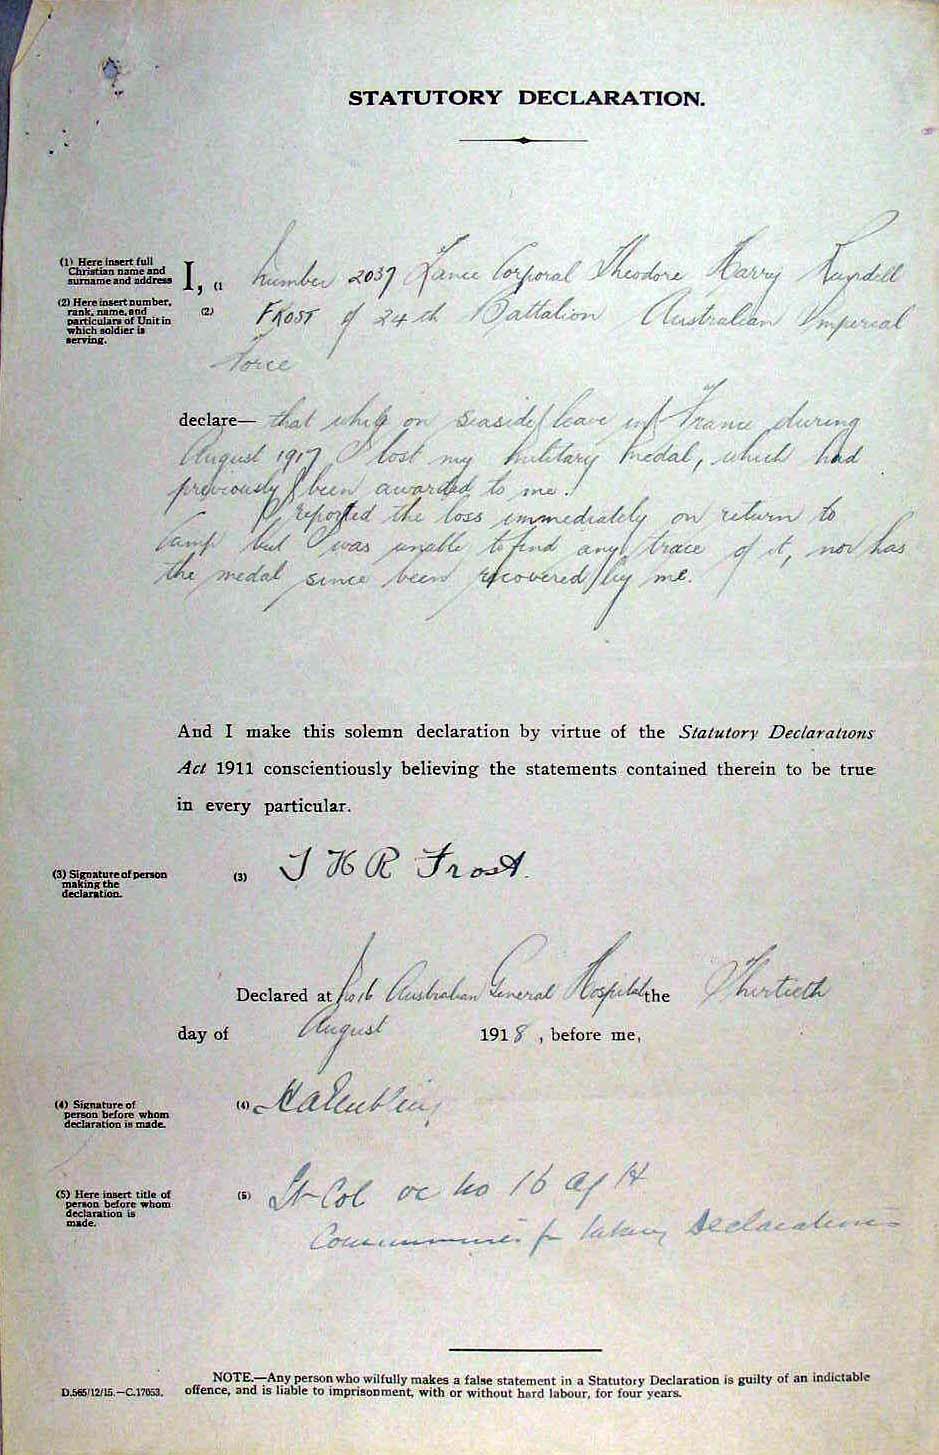 STATUTORY DECLARATION.
(1) Here insert full
Christian name and
surname and address
(2) Here insert number,
rank, name, and
particulars of Unit in
which soldier is
serving.
I, (1 Number 2037 Lance Corporal Theodore Harry
(2) FROST of 24th Battalion Australian Imperial
Force
declare— that while on seaside leave in France during
August 1917 I lost my Military Medal, which had
previously been awarded to me.
I reported the loss immediately on return to
Camp but I was unable to find any trace of it, nor has
the medal since been recovered by me.
And I make this solemn declaration by virtue of the Statutory Declarations
Act 1911 conscientiously believing the statements contained therein to be true
in every particular.
(3) Signature of person
making the
declaration.
(3) T H R Frost.
Declared at No 16 Australian General Hospital the Thirtieth
day of August 1918, before me,
(4) Signature of
person before whom
declaration is made.
(4)
(5) Here insert title of
person before whom
declaration is
made.
(5) Lt Col oc No 16 AGH
Commissioner for taking Declarations
NOTE.—Any person who wilfully makes a false statement in a Statutory Declaration is guilty of an indictable
offence, and is liable to imprisonment, with or without hard labour, for four years.
D.565/12/15.—C.17053.